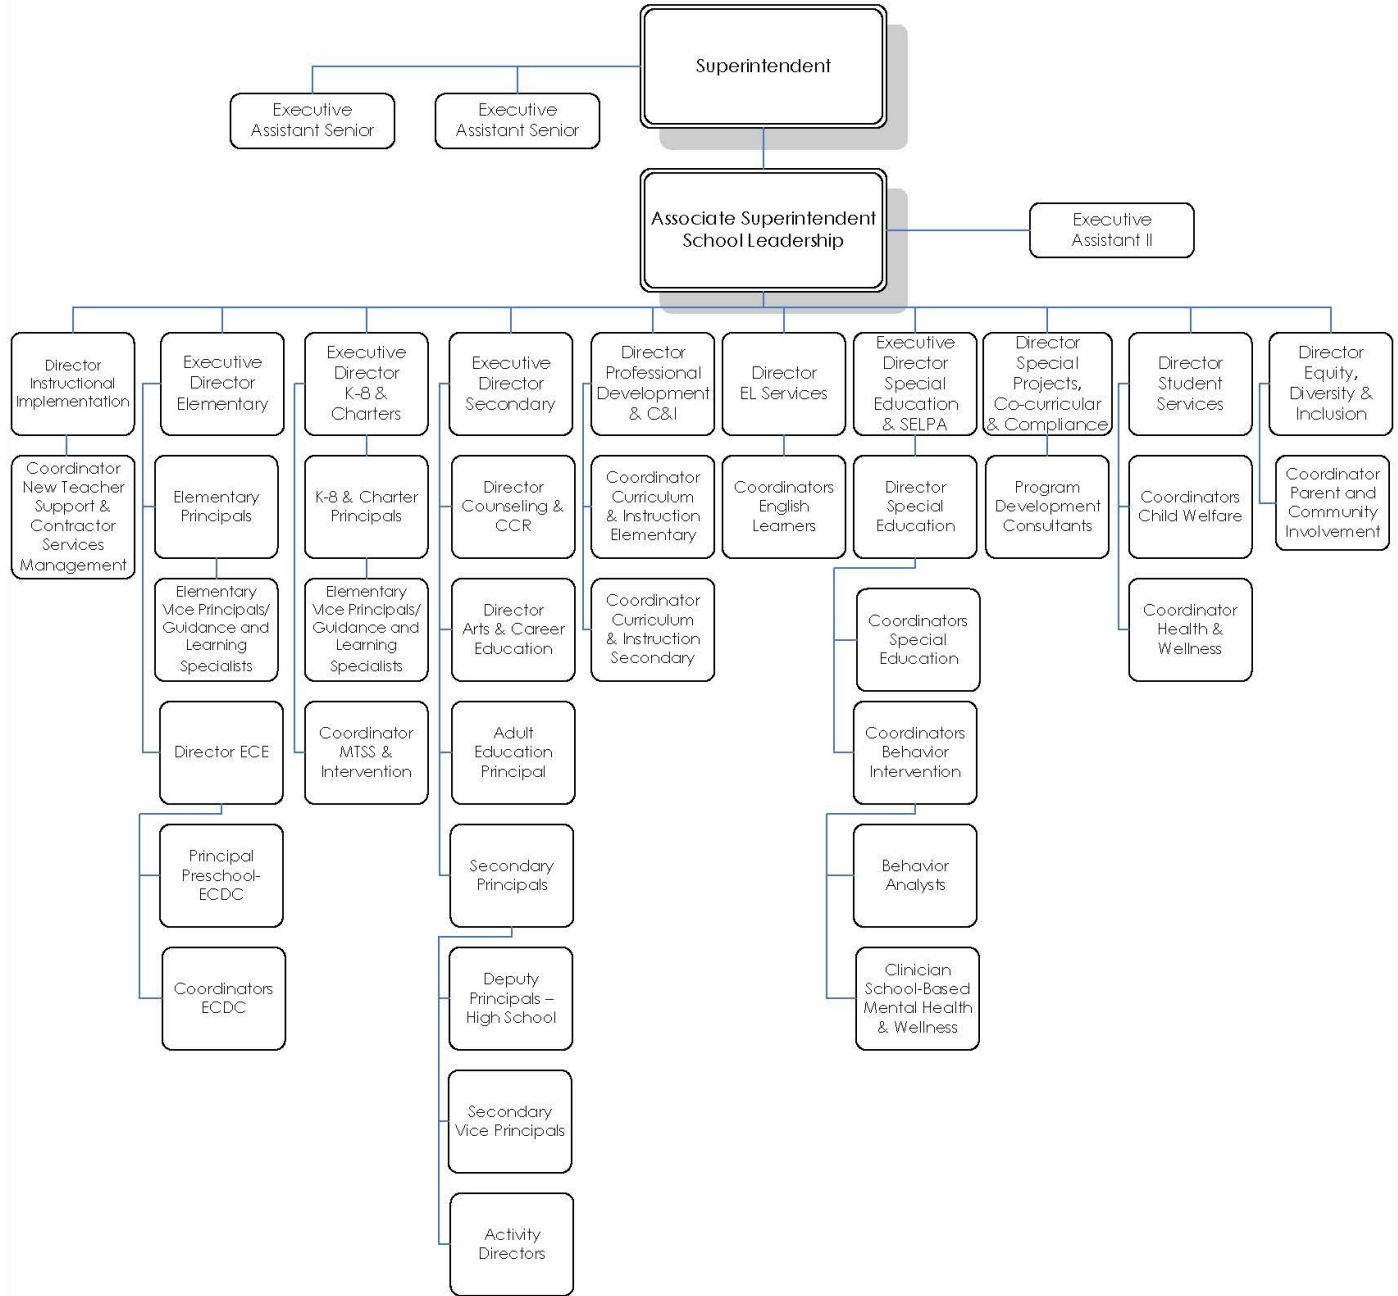 Superintendent
Executive
Assistant Senior
Executive
Assistant Senior
Associate Superintendent
School Leadership
Executive
Assistant II
Director
Instructional
Implementation
Executive
Director
Elementary
Executive
Director
K-8 &
Charters
Executive
Director
Secondary
Director
Professional
Development
& C&I
Director
EL Services
Executive
Director
Special
Education
& SELPA
Director
Special
Projects,
Co-curricular
& Compliance
Director
Student
Services
Director
Equity,
Diversity &
Inclusion
Coordinator
New Teacher
Support &
Contractor
Services
Management
Elementary
Principals
K-8 & Charter
Principals
Director
Counseling &
CCR
Coordinator
Curriculum
& Instruction
Elementary
Coordinators
English
Learners
Director
Special
Education
Program
Development
Consultants
Coordinators
Child Welfare
Coordinator
Parent and
Community
Involvement
Elementary
Vice Principals/
Guidance and
Learning
Specialists
Elementary
Vice Principals/
Guidance and
Learning
Specialists
Director
Arts & Career
Education
Coordinator
Curriculum
& Instruction
Secondary
Coordinators
Special
Education
Coordinator
Health &
Wellness
Director ECE
Coordinator
MTSS &
Intervention
Adult
Education
Principal
Coordinators
Behavior
Intervention
Principal
Preschool-
ECDC
Secondary
Principals
Behavior
Analysts
Coordinators
ECDC
Deputy
Principals –
High School
Clinician
School-Based
Mental Health
& Wellness
Secondary
Vice Principals
Activity
Directors